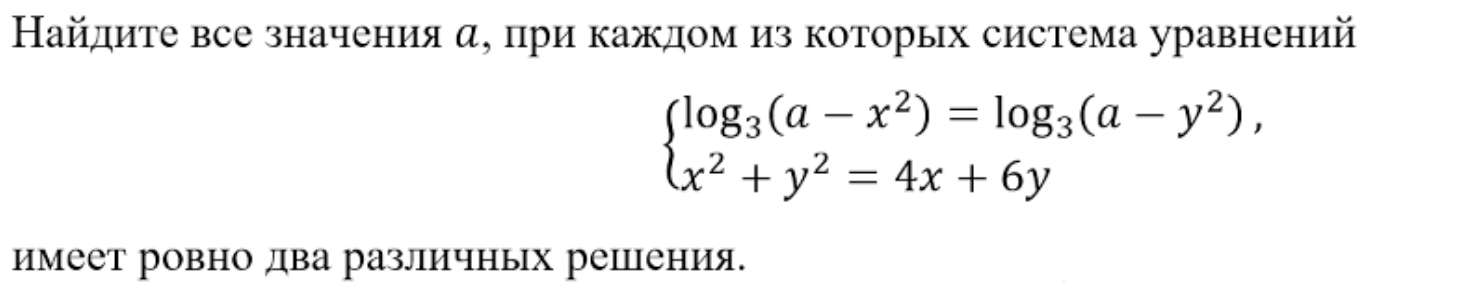 Найдите все значения a, при каждом из которых система уравнений
{log₃(a − x²) = log₃(a − y²),
x² + y² = 4x + 6y
имеет ровно два различных решения.